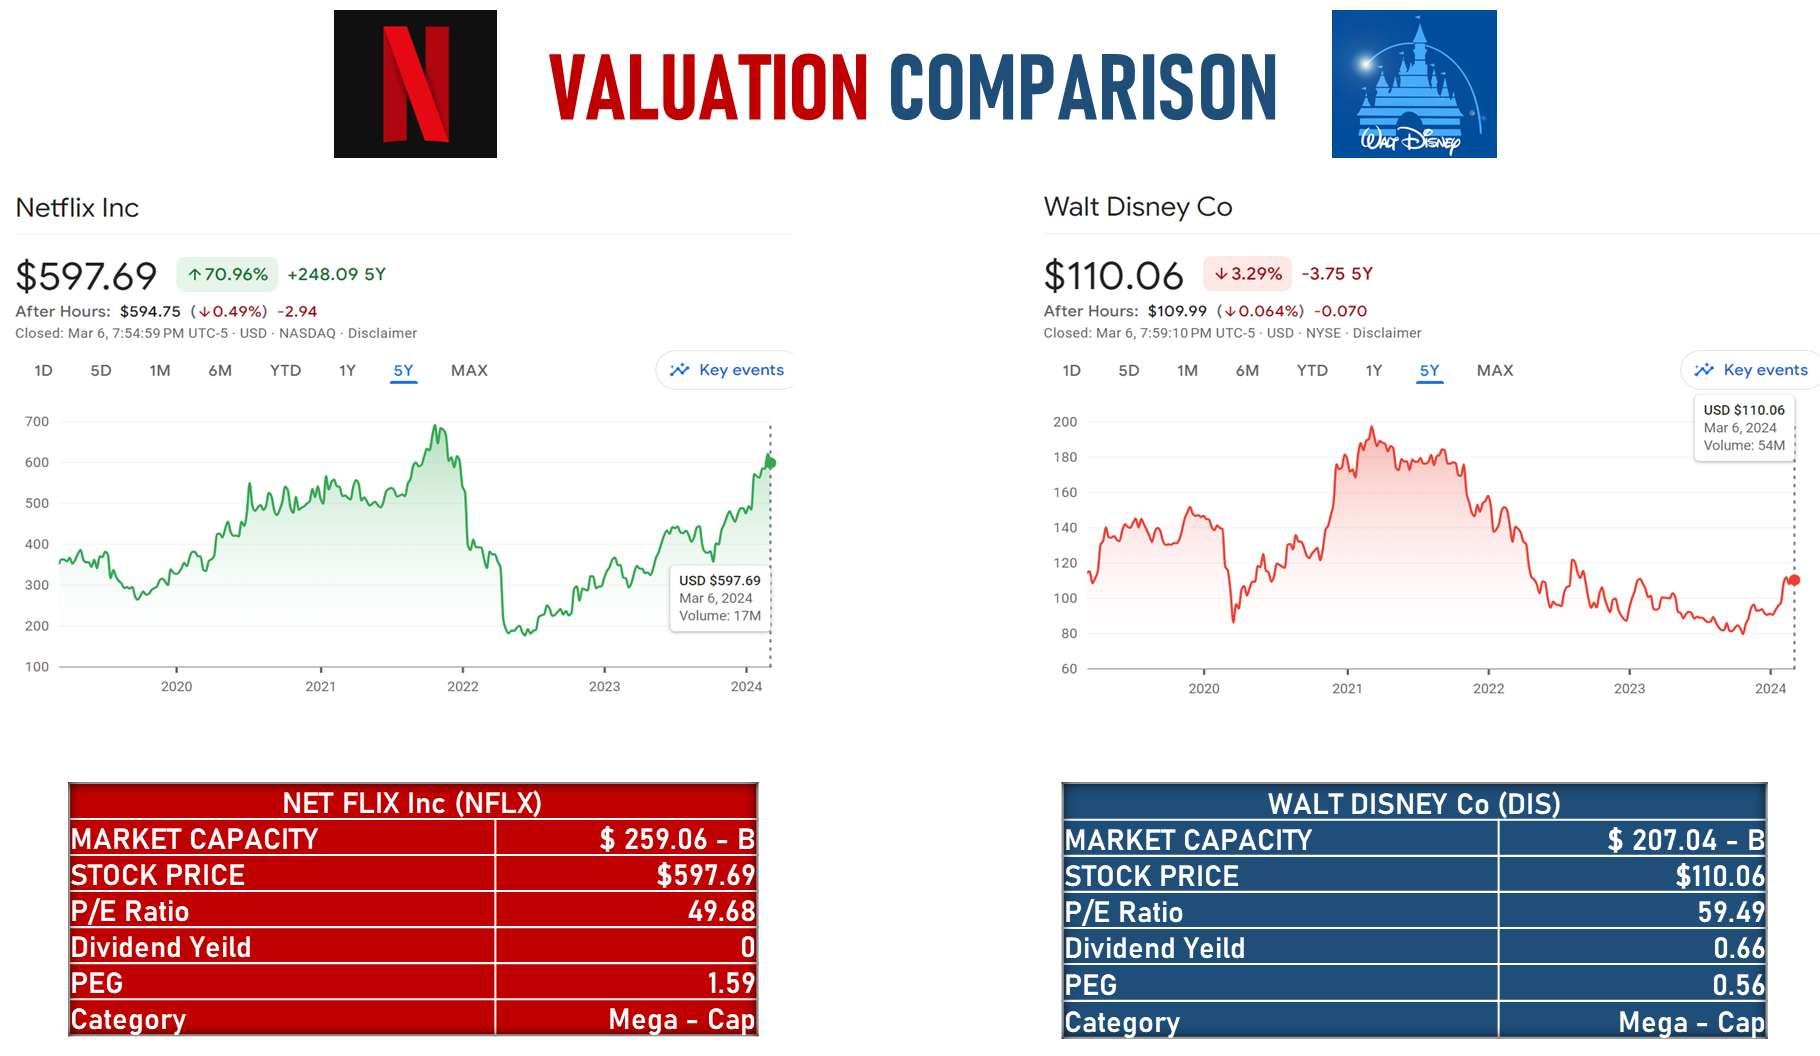 VALUATION COMPARISON
WALT DISNEY
Netflix Inc
$597.69 ↑70.96% +248.09 5Y
After Hours: $594.75 (↓0.49%) -2.94
Closed: Mar 6, 7:54:59 PM UTC-5 · USD · NASDAQ · Disclaimer
1D 5D 1M 6M YTD 1Y 5Y MAX
Key events
700
600
500
400
300
200
100
USD $597.69
Mar 6, 2024
Volume: 17M
2020 2021 2022 2023 2024
Walt Disney Co
$110.06 ↓3.29% -3.75 5Y
After Hours: $109.99 (↓0.064%) -0.070
Closed: Mar 6, 7:59:10 PM UTC-5 · USD · NYSE · Disclaimer
1D 5D 1M 6M YTD 1Y 5Y MAX
Key events
USD $110.06
Mar 6, 2024
Volume: 54M
200
180
160
140
120
100
80
60
2020 2021 2022 2023 2024
NET FLIX Inc (NFLX)
MARKET CAPACITY $ 259.06 - B
STOCK PRICE $597.69
P/E Ratio 49.68
Dividend Yeild 0
PEG 1.59
Category Mega - Cap
WALT DISNEY Co (DIS)
MARKET CAPACITY $ 207.04 - B
STOCK PRICE $110.06
P/E Ratio 59.49
Dividend Yeild 0.66
PEG 0.56
Category Mega - Cap